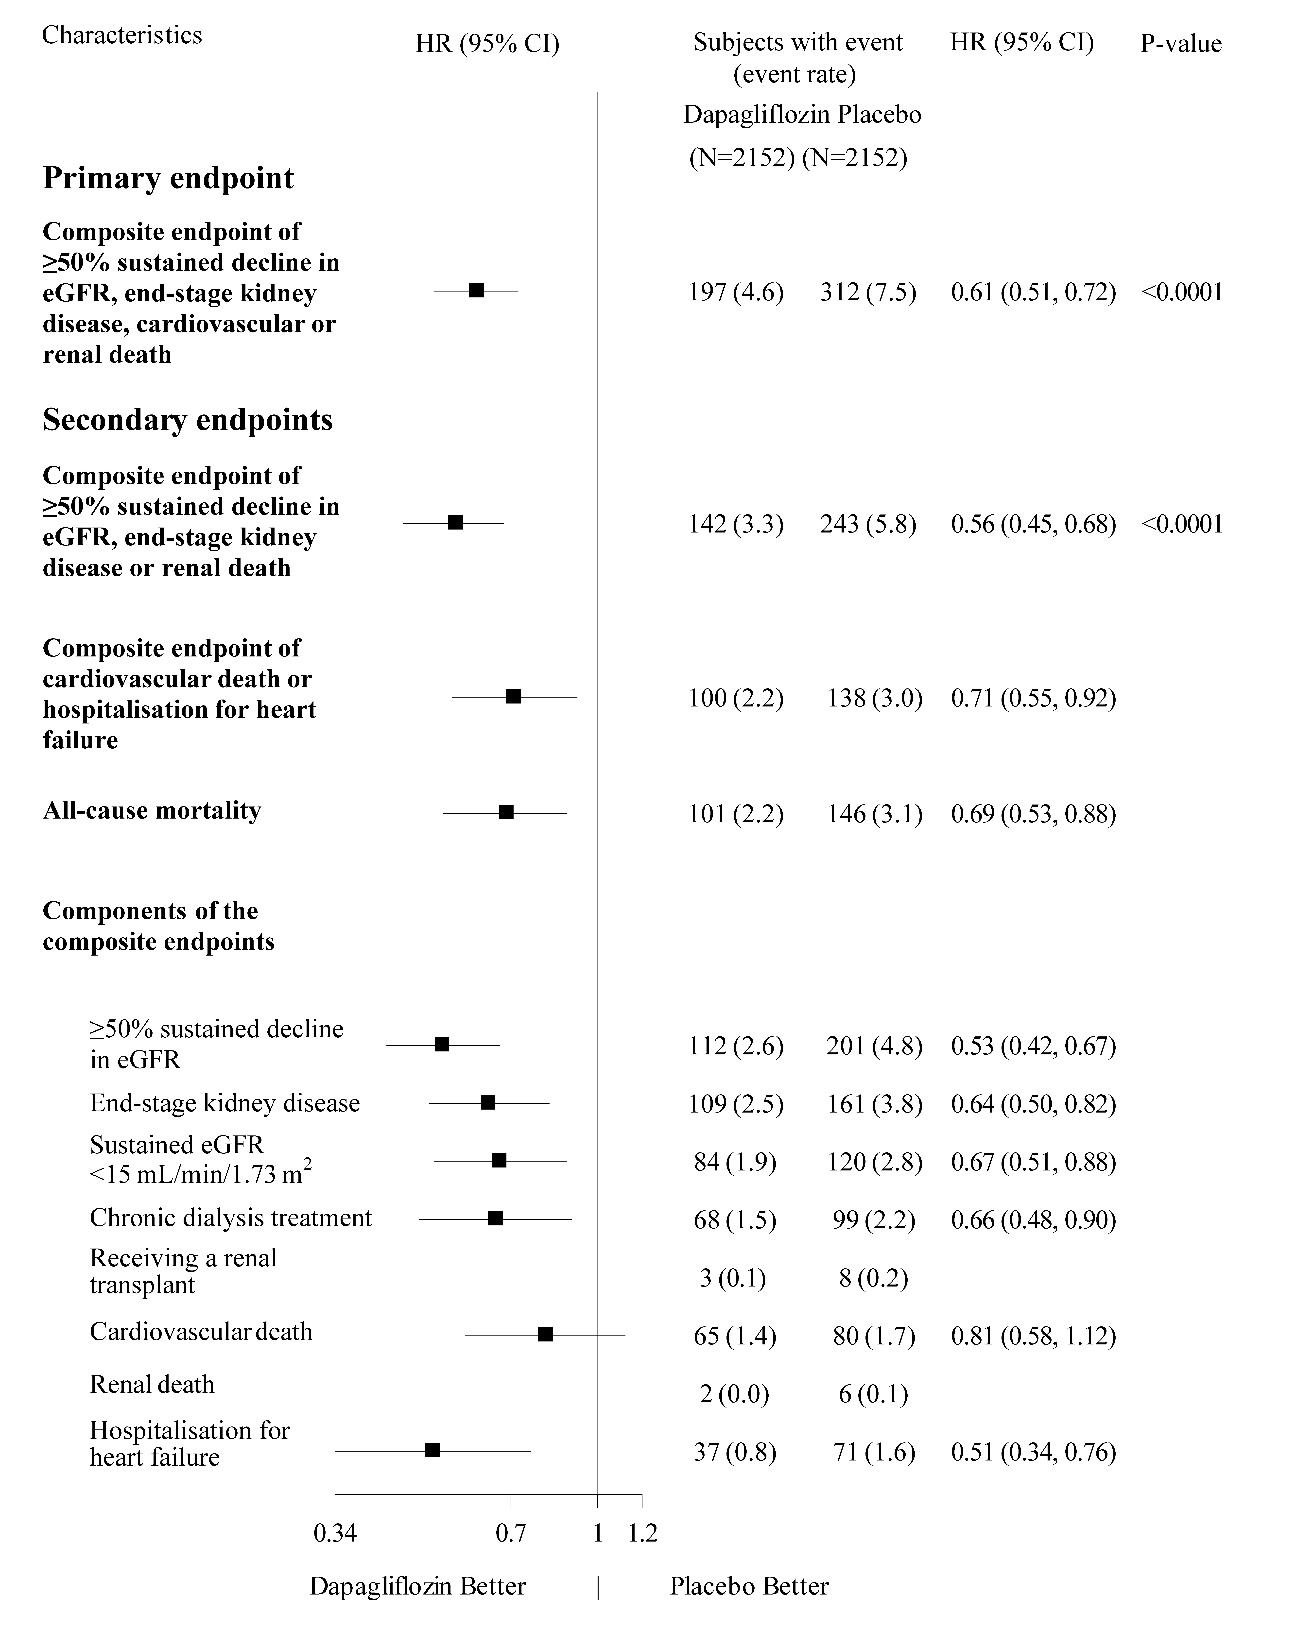 Characteristics
HR (95% CI)
Subjects with event
(event rate)
HR (95% CI)
P-value
Dapagliflozin Placebo
(N=2152) (N=2152)
Primary endpoint
Composite endpoint of
≥50% sustained decline in
eGFR, end-stage kidney
disease, cardiovascular or
renal death
197 (4.6) 312 (7.5) 0.61 (0.51, 0.72) <0.0001
Secondary endpoints
Composite endpoint of
≥50% sustained decline in
eGFR, end-stage kidney
disease or renal death
142 (3.3) 243 (5.8) 0.56 (0.45, 0.68) <0.0001
Composite endpoint of
cardiovascular death or
hospitalisation for heart
failure
100 (2.2) 138 (3.0) 0.71 (0.55, 0.92)
All-cause mortality
101 (2.2) 146 (3.1) 0.69 (0.53, 0.88)
Components of the
composite endpoints
≥50% sustained decline
in eGFR
112 (2.6) 201 (4.8) 0.53 (0.42, 0.67)
End-stage kidney disease
109 (2.5) 161 (3.8) 0.64 (0.50, 0.82)
Sustained eGFR
<15 mL/min/1.73 m²
84 (1.9) 120 (2.8) 0.67 (0.51, 0.88)
Chronic dialysis treatment
68 (1.5) 99 (2.2) 0.66 (0.48, 0.90)
Receiving a renal
transplant
3 (0.1) 8 (0.2)
Cardiovascular death
65 (1.4) 80 (1.7) 0.81 (0.58, 1.12)
Renal death
2 (0.0) 6 (0.1)
Hospitalisation for
heart failure
37 (0.8) 71 (1.6) 0.51 (0.34, 0.76)
0.34 0.7 1 1.2
Dapagliflozin Better | Placebo Better